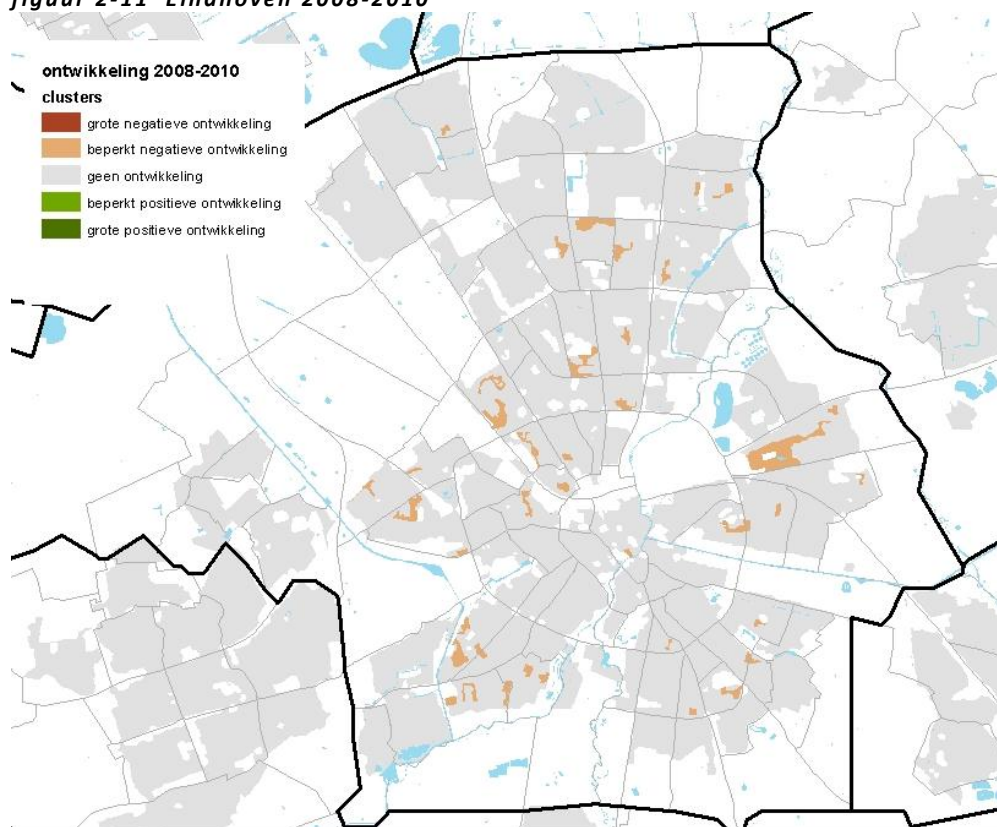 figuur 2-11 Eindhoven 2008-2010
ontwikkeling 2008-2010
clusters
grote negatieve ontwikkeling
beperkt negatieve ontwikkeling
geen ontwikkeling
beperkt positieve ontwikkeling
grote positieve ontwikkeling